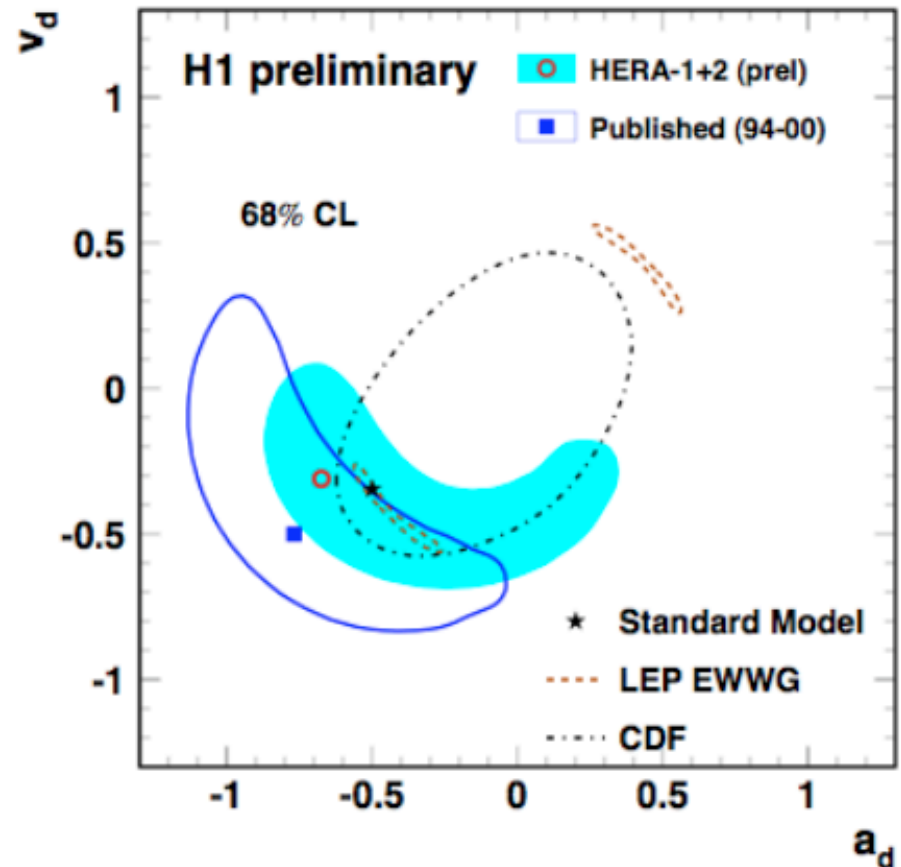 v_d
H1 preliminary
HERA-1+2 (prel)
Published (94-00)
68% CL
1
0.5
0
-0.5
-1
Standard Model
LEP EWWG
CDF
-1 -0.5 0 0.5 1
a_d